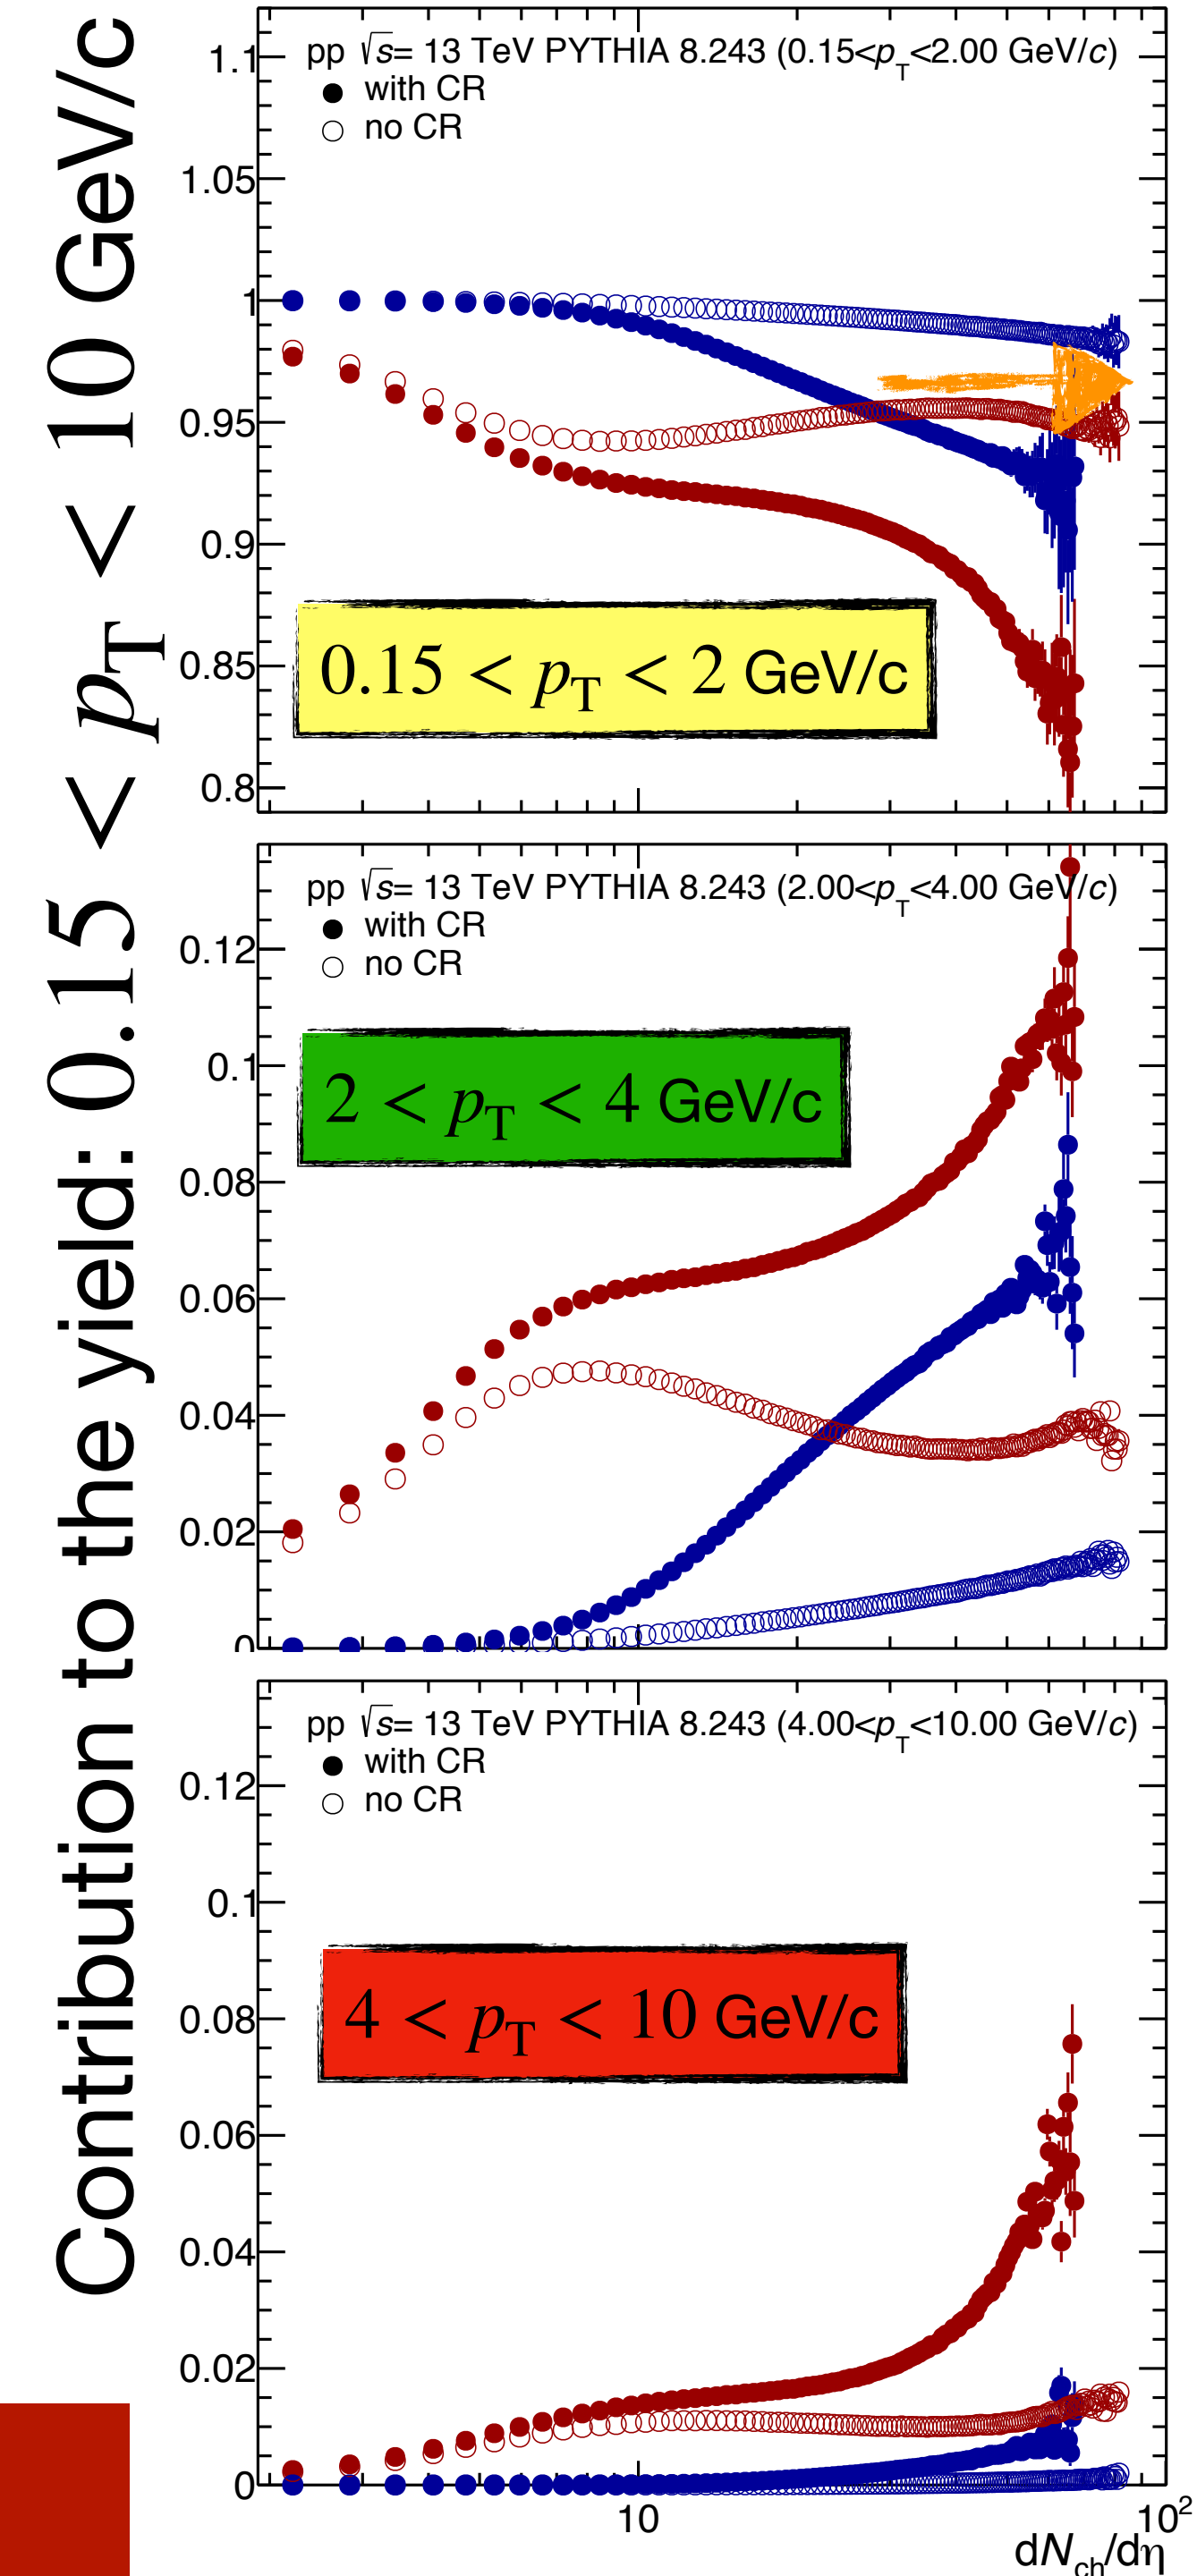 Contribution to the yield: 0.15 < pT < 10 GeV/c
pp √s= 13 TeV PYTHIA 8.243 (0.15<pT<2.00 GeV/c)
with CR
no CR
1.1
1.05
1
0.95
0.9
0.85
0.8
0.15 < pT < 2 GeV/c
pp √s= 13 TeV PYTHIA 8.243 (2.00<pT<4.00 GeV/c)
with CR
no CR
0.12
0.1
0.08
0.06
0.04
0.02
0
2 < pT < 4 GeV/c
pp √s= 13 TeV PYTHIA 8.243 (4.00<pT<10.00 GeV/c)
with CR
no CR
0.12
0.1
0.08
0.06
0.04
0.02
0
4 < pT < 10 GeV/c
10
10²
dNch/dη